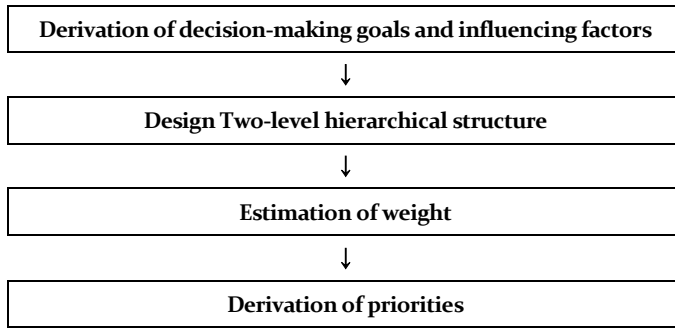 Derivation of decision-making goals and influencing factors
↓
Design Two-level hierarchical structure
↓
Estimation of weight
↓
Derivation of priorities